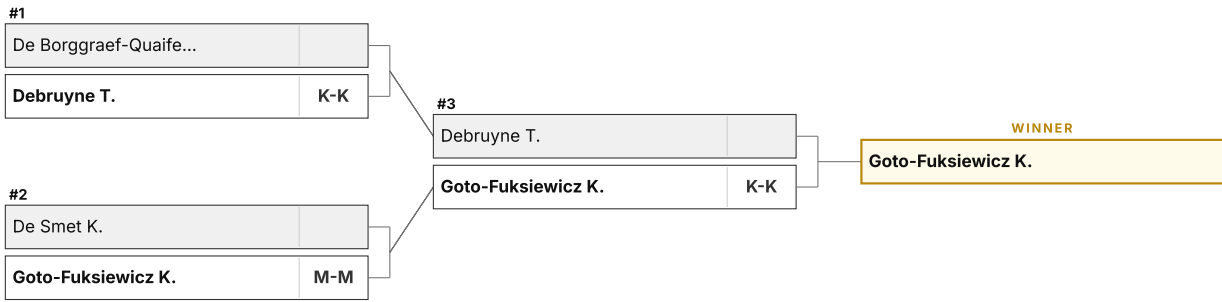 #1
De Borggraef-Quaife...
Debruyne T. K-K
#2
De Smet K.
Goto-Fuksiewicz K. M-M
#3
Debruyne T.
Goto-Fuksiewicz K. K-K
WINNER
Goto-Fuksiewicz K.